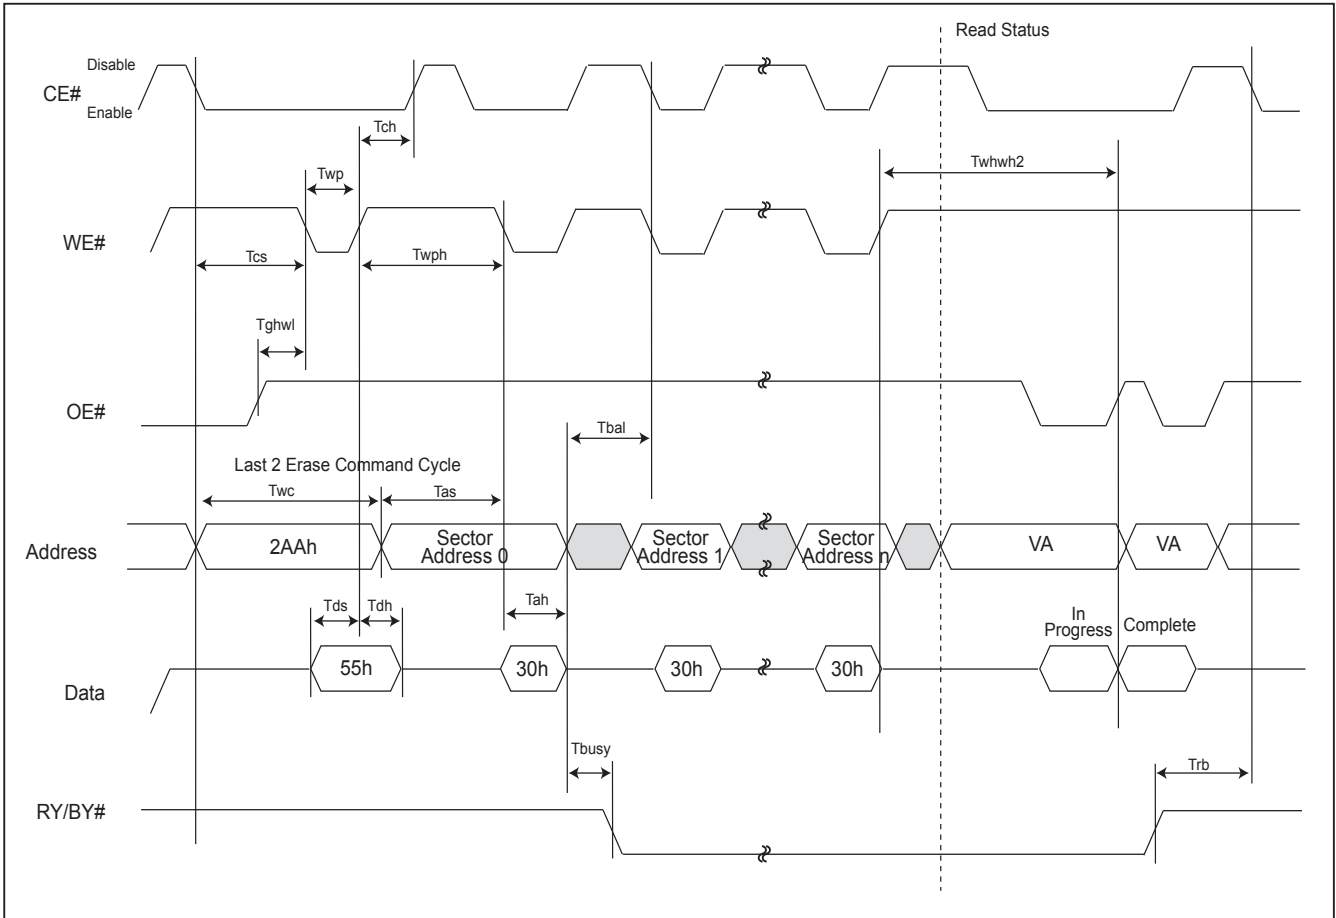 Read Status
Disable
CE#
Enable
Tch
Twhwh2
Twp
WE#
Tcs
Twph
Tghwl
OE#
Tbal
Last 2 Erase Command Cycle
Twc
Tas
Address
2AAh
Sector
Address 0
Sector
Address 1
Sector
Address n
VA
VA
Tds
Tdh
Tah
In
Progress
Complete
Data
55h
30h
30h
30h
Tbusy
Trb
RY/BY#